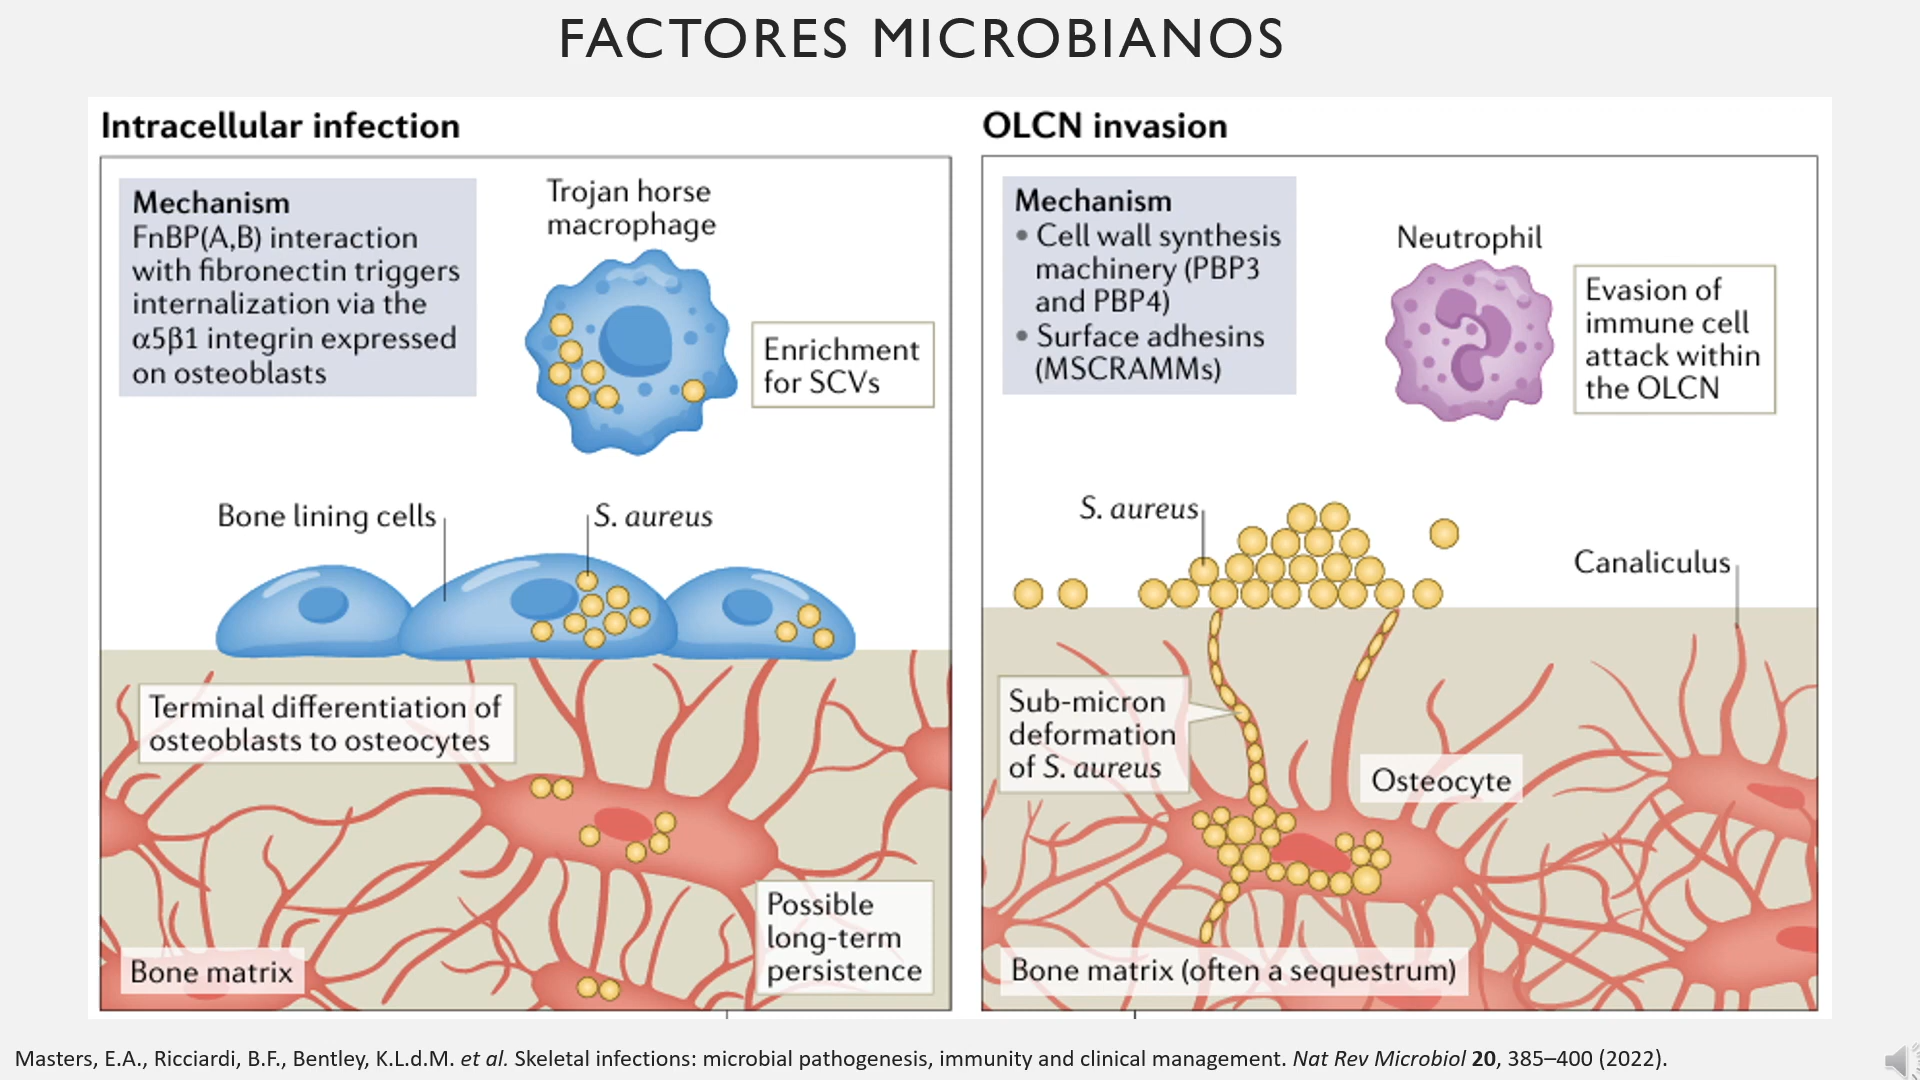 FACTORES MICROBIANOS
Intracellular infection
Mechanism
FnBP(A,B) interaction
with fibronectin triggers
internalization via the
α5β1 integrin expressed
on osteoblasts
Trojan horse
macrophage
Enrichment
for SCVs
Bone lining cells
S. aureus
Terminal differentiation of
osteoblasts to osteocytes
Possible
long-term
persistence
Bone matrix
OLCN invasion
Mechanism
• Cell wall synthesis
machinery (PBP3
and PBP4)
• Surface adhesins
(MSCRAMMs)
Neutrophil
Evasion of
immune cell
attack within
the OLCN
S. aureus
Canaliculus
Sub-micron
deformation
of S. aureus
Osteocyte
Bone matrix (often a sequestrum)
Masters, E.A., Ricciardi, B.F., Bentley, K.L.d.M. et al. Skeletal infections: microbial pathogenesis, immunity and clinical management. Nat Rev Microbiol 20, 385–400 (2022).